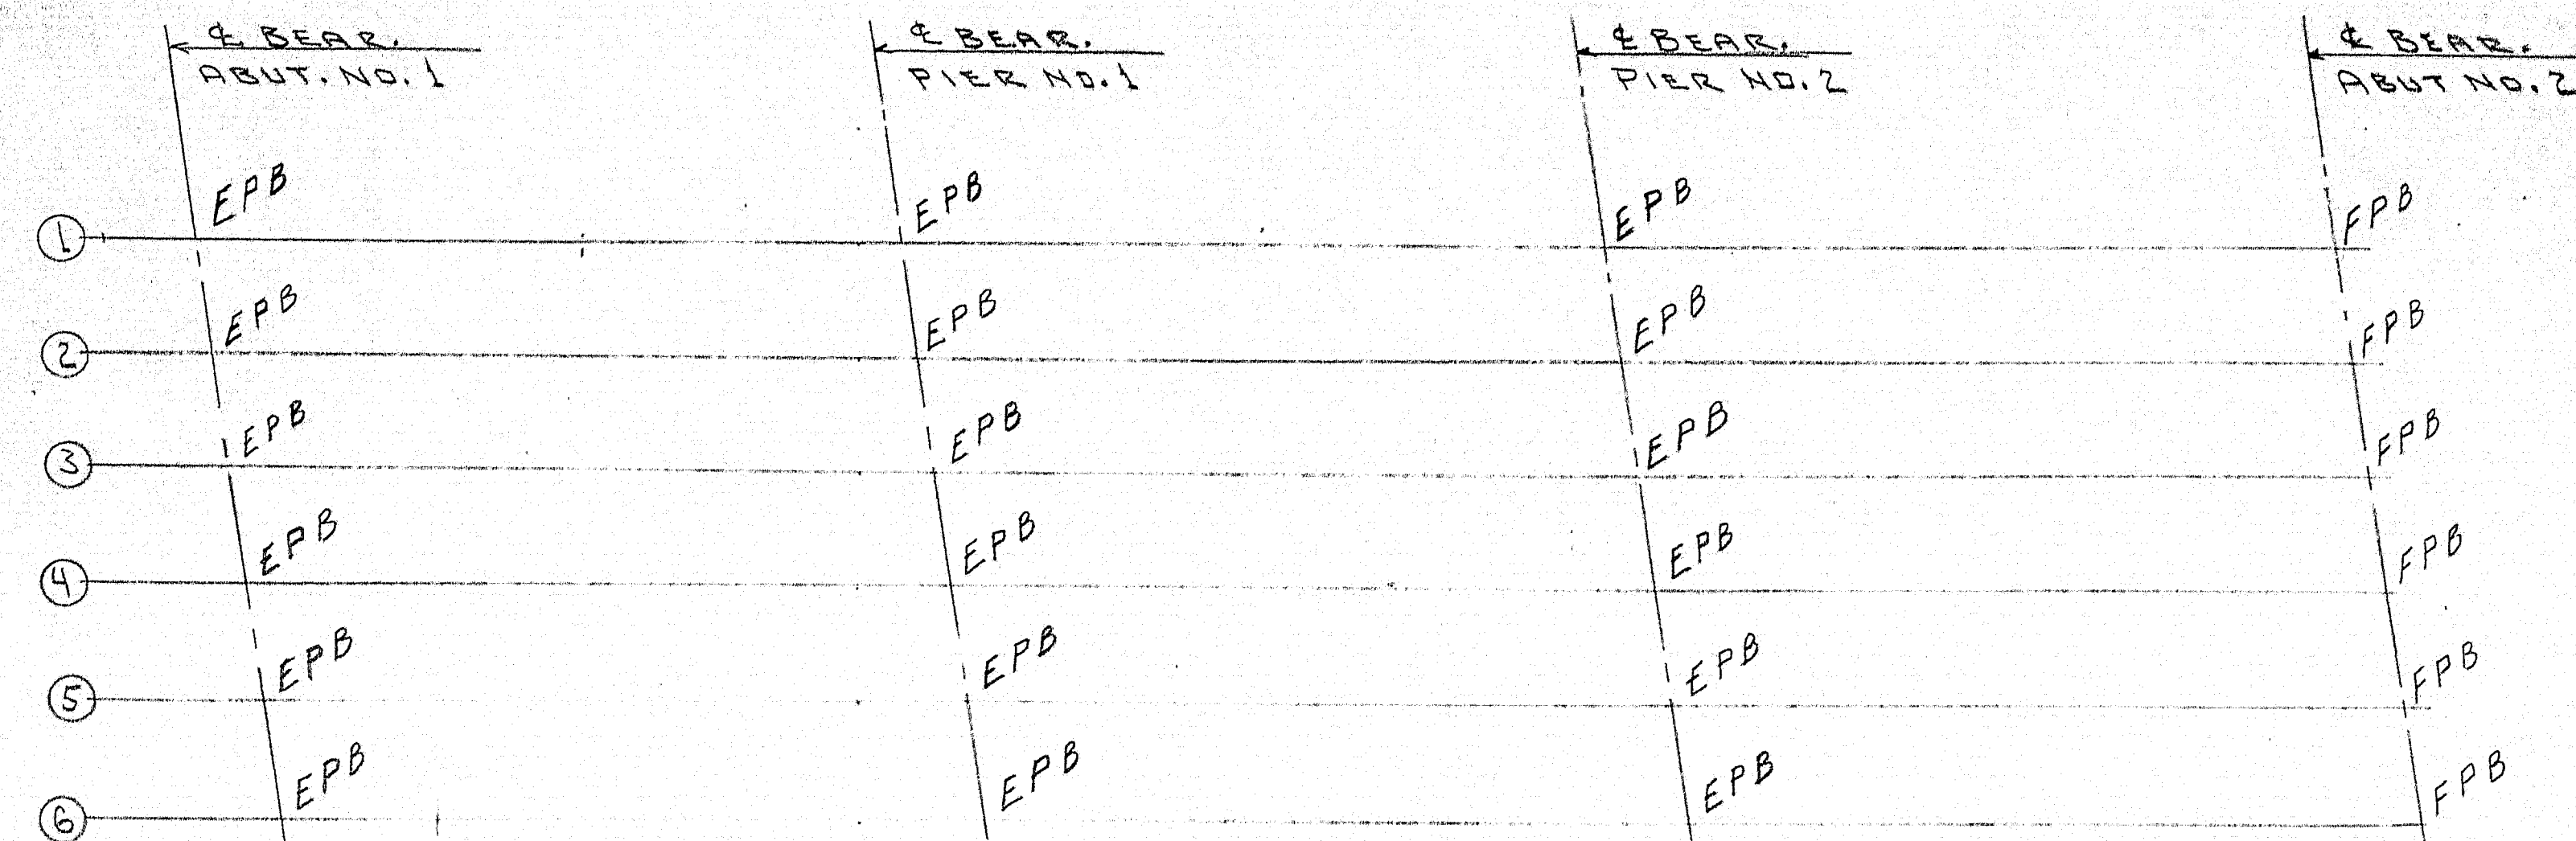 ℄ BEAR. ℄ BEAR. ℄ BEAR. ℄ BEAR.
ABUT. NO. 1 PIER NO. 1 PIER NO. 2 ABUT NO. 2
EPB EPB EPB FPB
1
EPB EPB EPB FPB
2
EPB EPB EPB FPB
3
EPB EPB EPB FPB
4
EPB EPB EPB FPB
5
EPB EPB EPB FPB
6